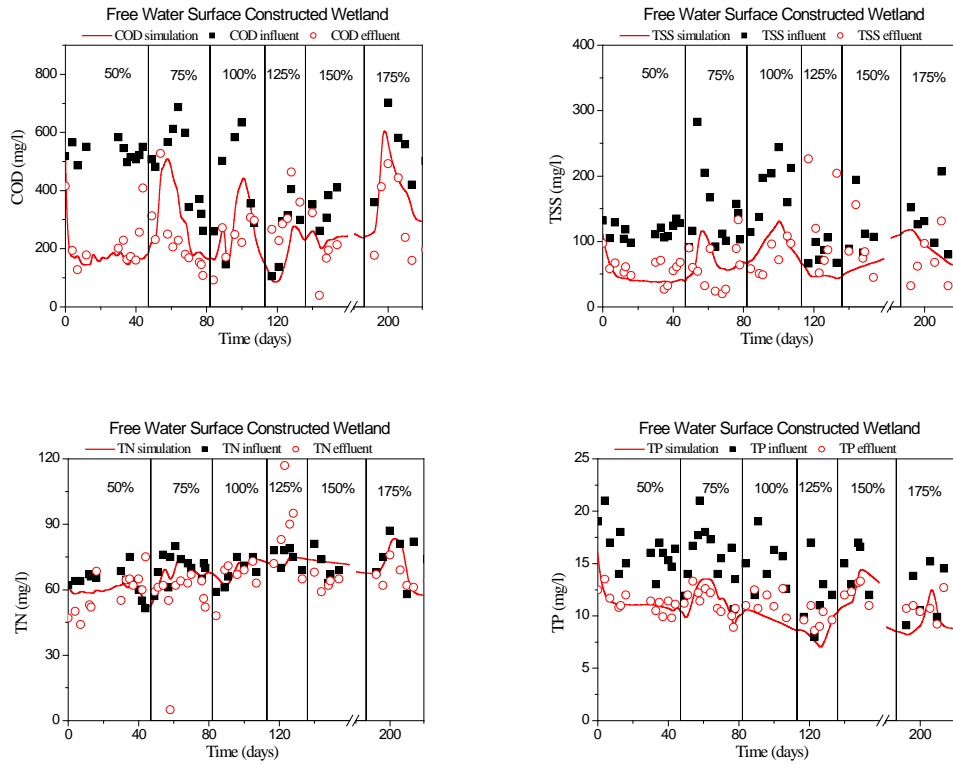 Free Water Surface Constructed Wetland
COD simulation COD influent COD effluent
50% 75% 100% 125% 150% 175%
800
600
400
200
0
COD (mg/l)
0 40 80 120 200
Time (days)
Free Water Surface Constructed Wetland
TSS simulation TSS influent TSS effluent
50% 75% 100% 125% 150% 175%
400
300
200
100
0
TSS (mg/l)
0 40 80 120 200
Time (days)
Free Water Surface Constructed Wetland
TN simulation TN influent TN effluent
50% 75% 100% 125% 150% 175%
120
90
60
30
0
TN (mg/l)
0 40 80 120 200
Time (days)
Free Water Surface Constructed Wetland
TP simulation TP influent TP effluent
50% 75% 100% 125% 150% 175%
25
20
15
10
5
0
TP (mg/l)
0 40 80 120 200
Time (days)